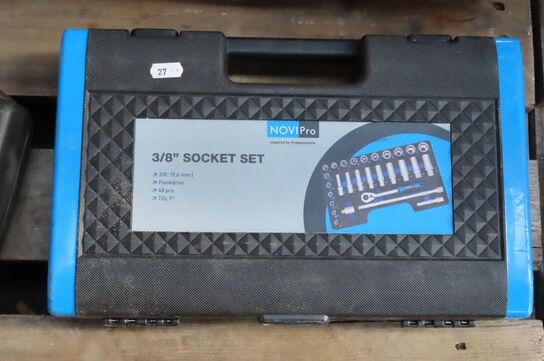 27
NOVIPro
Inspired by Professionals
3/8" SOCKET SET
↗ 3/8" (9,6 mm)
↗ Flankdrive
↗ 48 pcs
↗ 72t, 5°